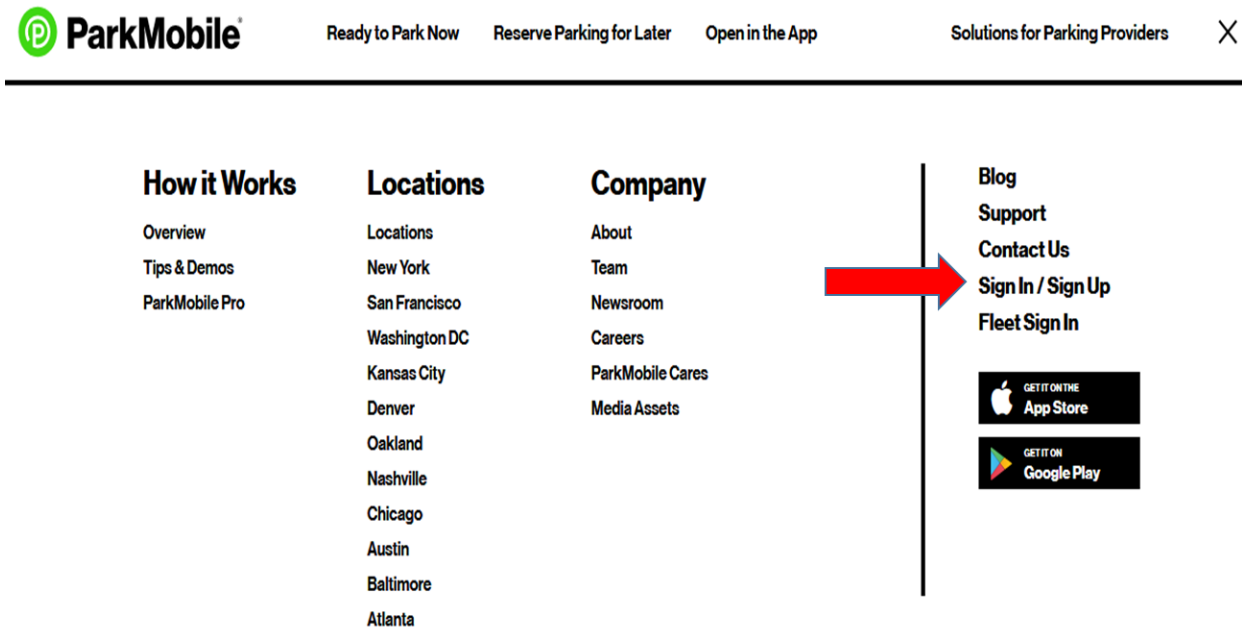 ParkMobile
Ready to Park Now
Reserve Parking for Later
Open in the App
Solutions for Parking Providers
X
How it Works
Overview
Tips & Demos
ParkMobile Pro
Locations
Locations
New York
San Francisco
Washington DC
Kansas City
Denver
Oakland
Nashville
Chicago
Austin
Baltimore
Atlanta
Company
About
Team
Newsroom
Careers
ParkMobile Cares
Media Assets
Blog
Support
Contact Us
Sign In / Sign Up
Fleet Sign In
GET IT ON THE
App Store
GET IT ON
Google Play